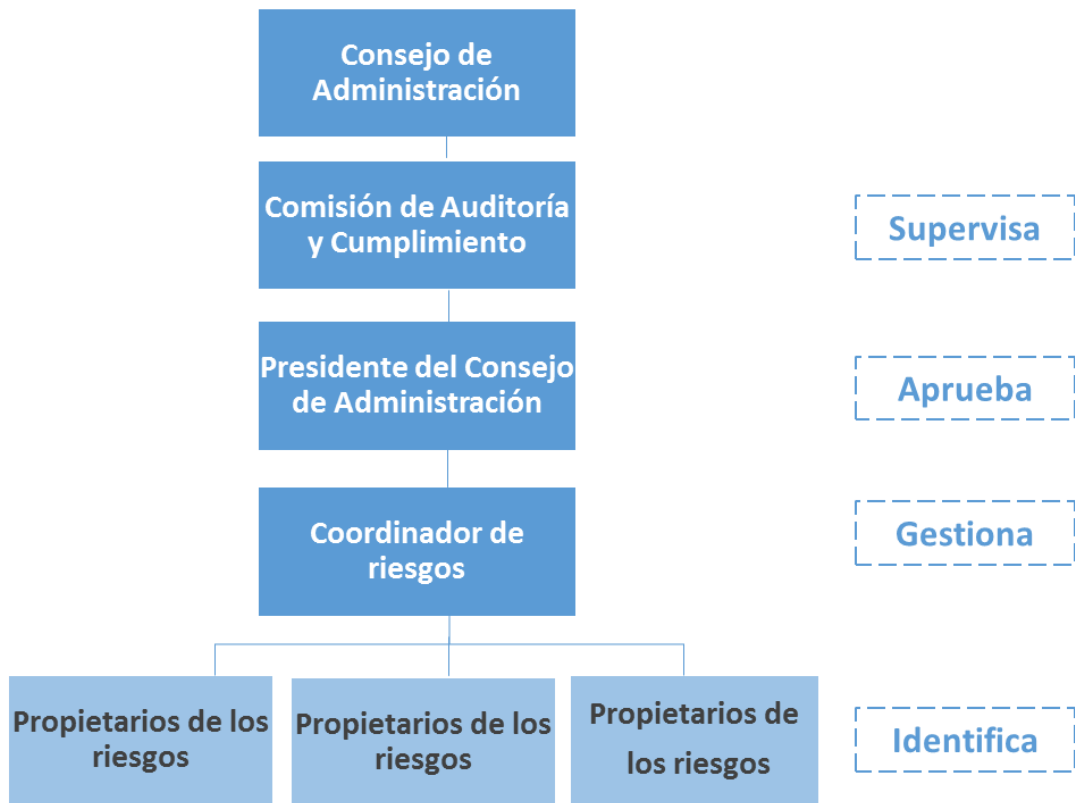 Consejo de
Administración
Comisión de Auditoría
y Cumplimiento
Supervisa
Presidente del Consejo
de Administración
Aprueba
Coordinador de
riesgos
Gestiona
Propietarios de los
riesgos
Propietarios de los
riesgos
Propietarios de
los riesgos
Identifica